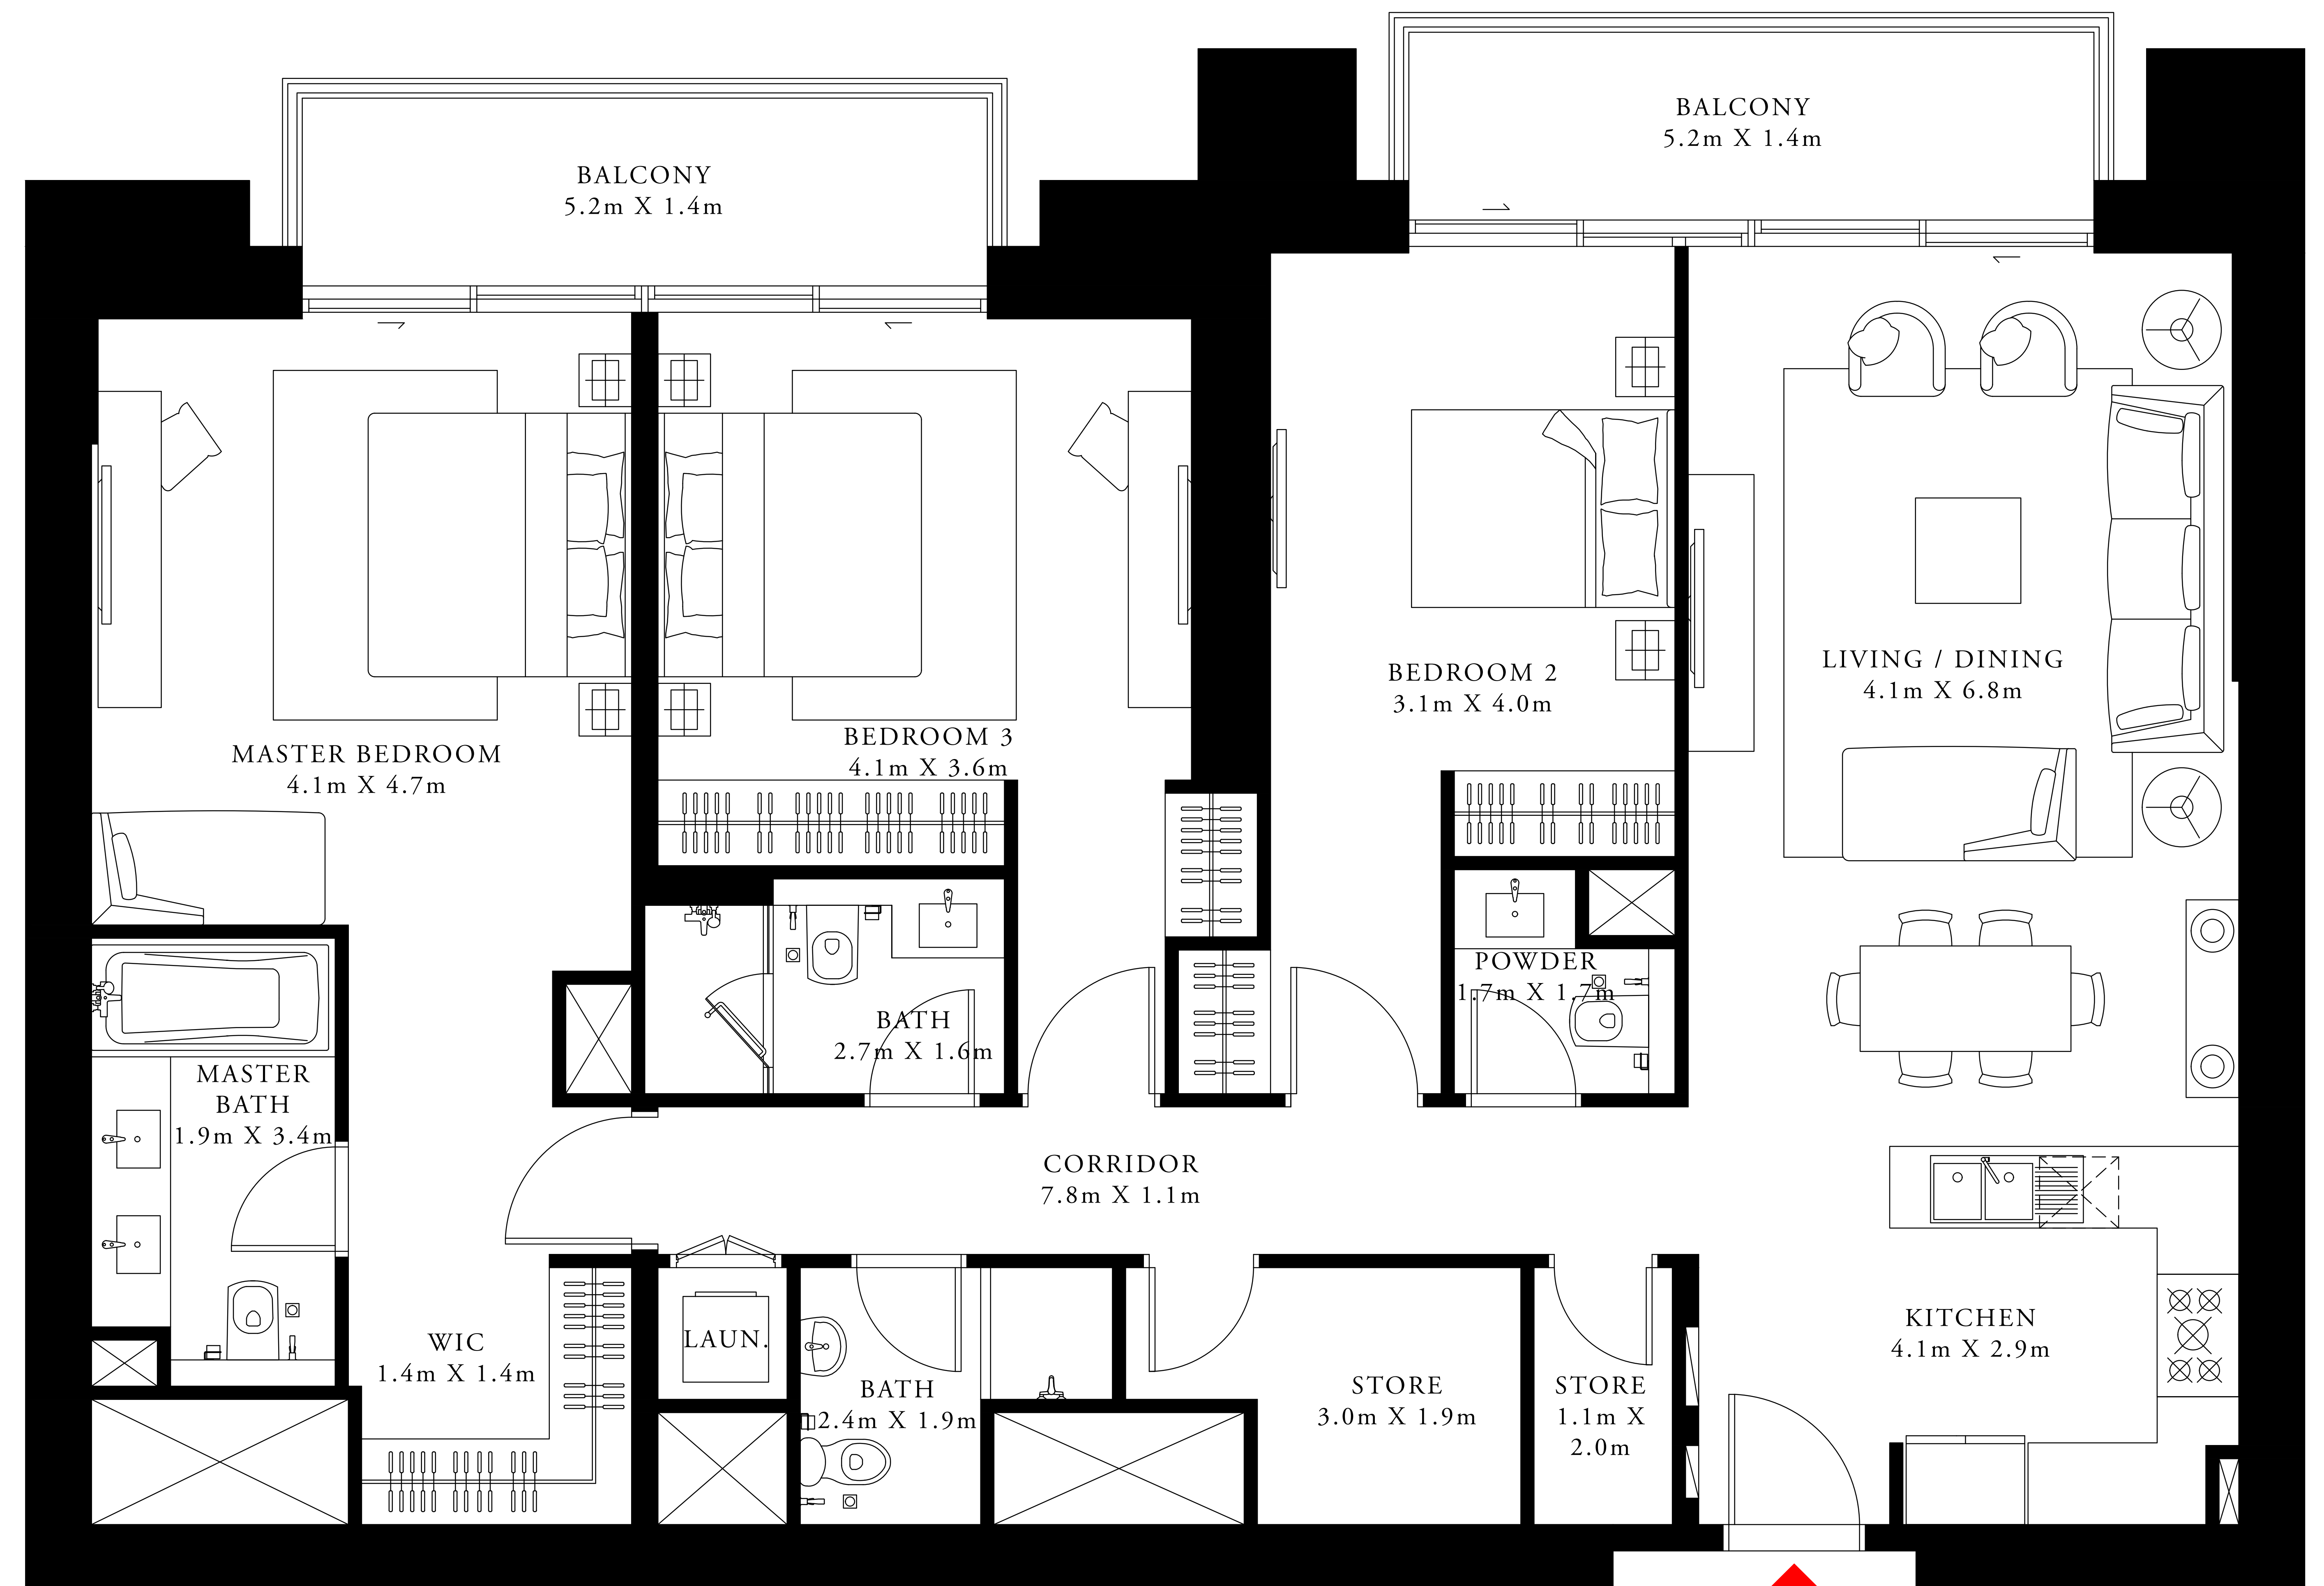 BALCONY
5.2m X 1.4m
BALCONY
5.2m X 1.4m
MASTER BEDROOM
4.1m X 4.7m
BEDROOM 3
4.1m X 3.6m
BEDROOM 2
3.1m X 4.0m
LIVING / DINING
4.1m X 6.8m
MASTER
BATH
1.9m X 3.4m
BATH
2.7m X 1.6m
POWDER
1.7m X 1.7m
CORRIDOR
7.8m X 1.1m
WIC
1.4m X 1.4m
LAUN.
BATH
2.4m X 1.9m
STORE
3.0m X 1.9m
STORE
1.1m X
2.0m
KITCHEN
4.1m X 2.9m